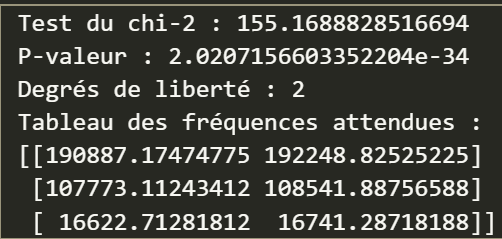 Test du chi-2 : 155.1688828516694
P-valeur : 2.0207156603352204e-34
Degrés de liberté : 2
Tableau des fréquences attendues :
[[190887.17474775 192248.82525225]
[107773.11243412 108541.88756588]
[ 16622.71281812  16741.28718188]]